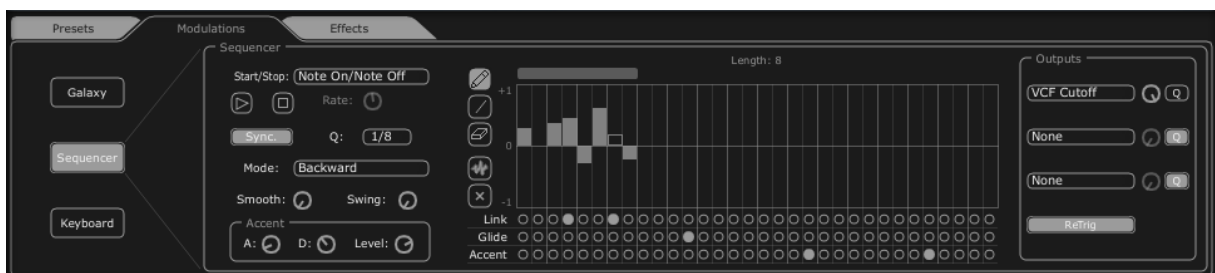 Presets
Modulations
Effects
Galaxy
Sequencer
Keyboard
Sequencer
Start/Stop: Note On/Note Off
Rate:
Sync. Q: 1/8
Mode: Backward
Smooth: Swing:
Accent
A: D: Level:
Length: 8
+1
0
-1
Link
Glide
Accent
Outputs
VCF Cutoff Q
None Q
None Q
ReTrig